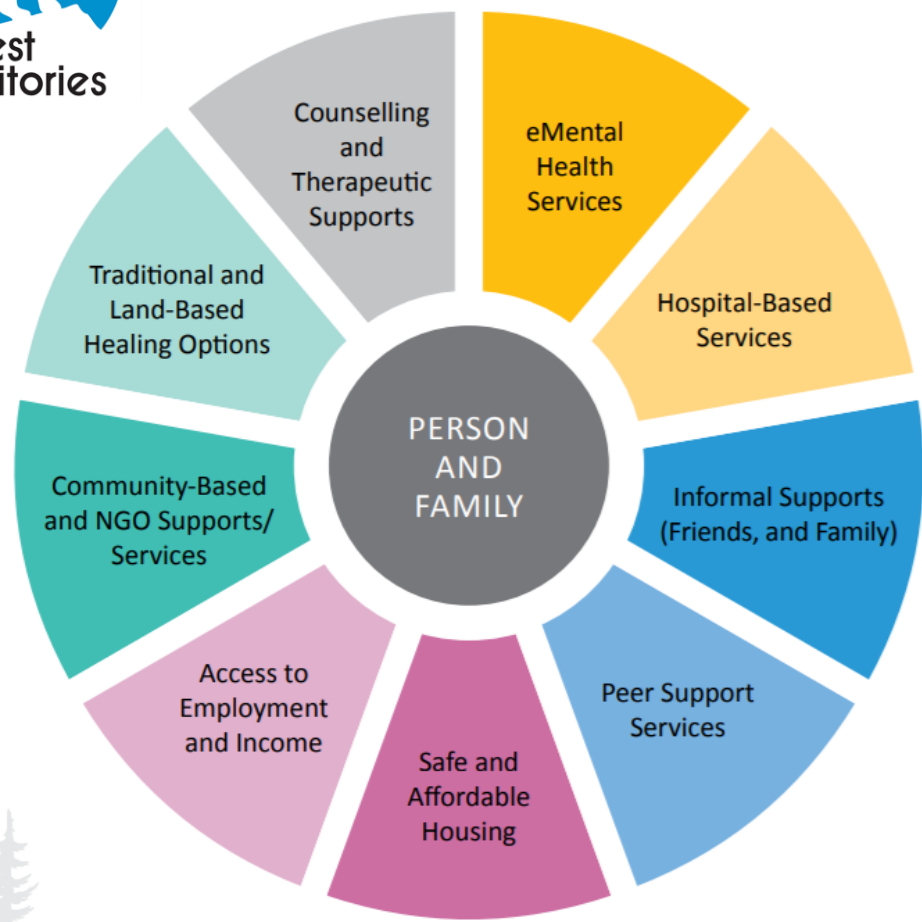 est
itories
Counselling
and
Therapeutic
Supports
eMental
Health
Services
Hospital-Based
Services
Informal Supports
(Friends, and Family)
Peer Support
Services
Safe and
Affordable
Housing
Access to
Employment
and Income
Community-Based
and NGO Supports/
Services
Traditional and
Land-Based
Healing Options
PERSON
AND
FAMILY